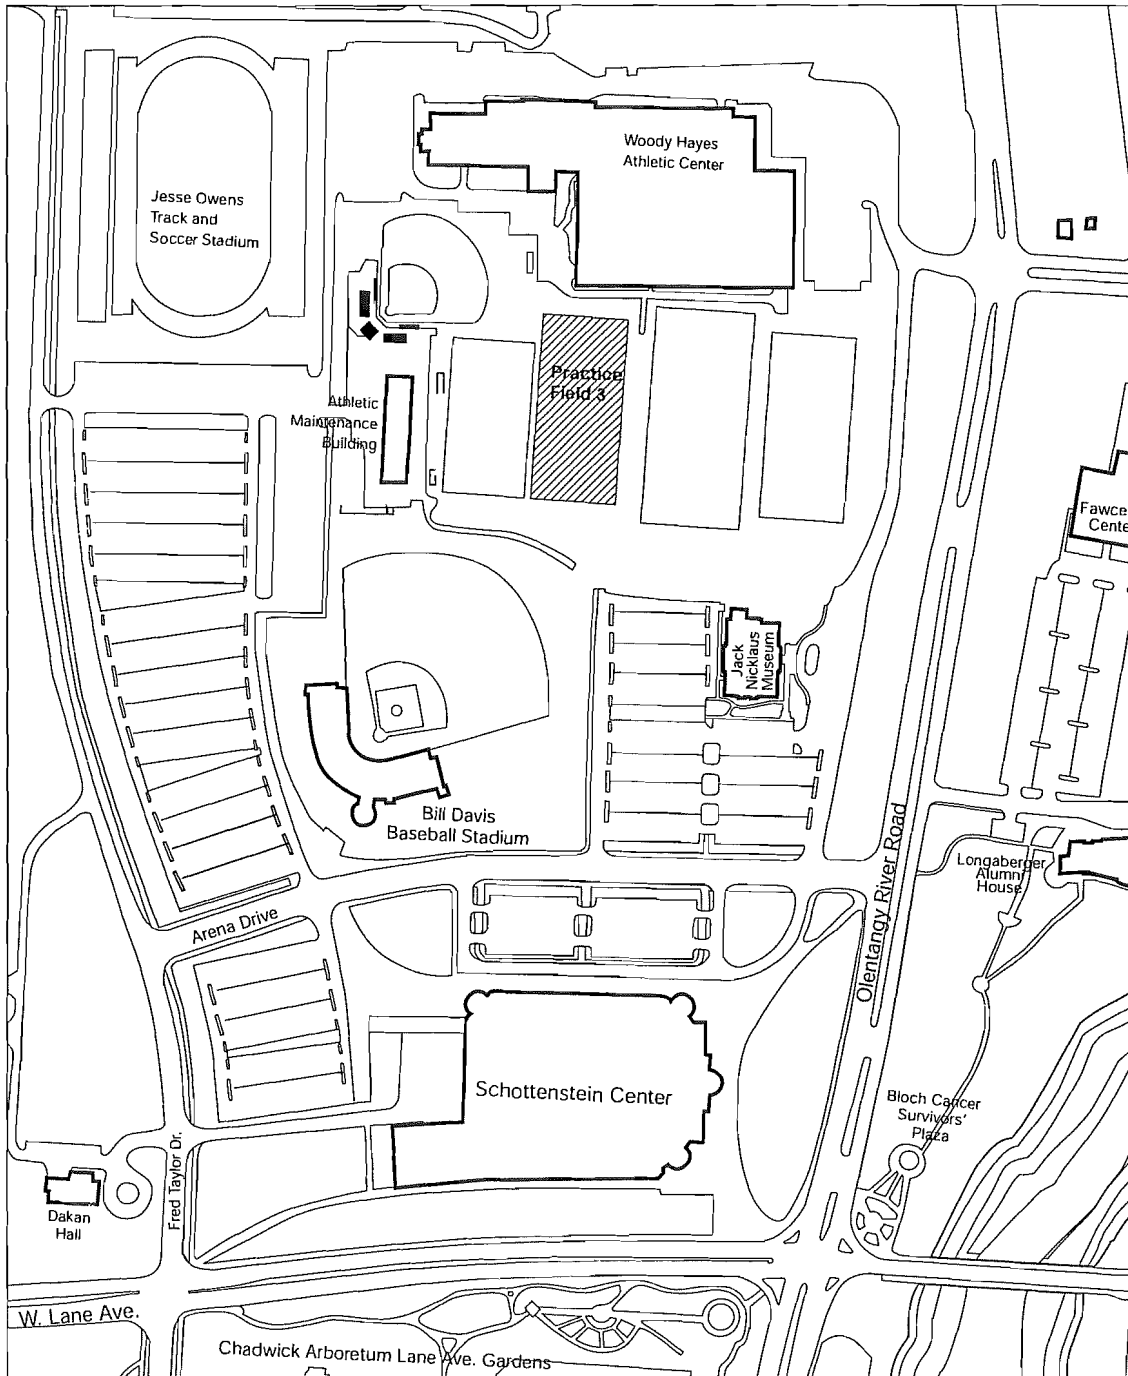 Woody Hayes
Athletic Center
Jesse Owens
Track and
Soccer Stadium
Practice
Field 3
Athletic
Maintenance
Building
Fawce
Cente
Jack
Nicklaus
Museum
Bill Davis
Baseball Stadium
Olentangy River Road
Longaberger
Alumni
House
Arena Drive
Schottenstein Center
Bloch Cancer
Survivors'
Plaza
Fred Taylor Dr.
Dakan
Hall
W. Lane Ave.
Chadwick Arboretum Lane Ave. Gardens